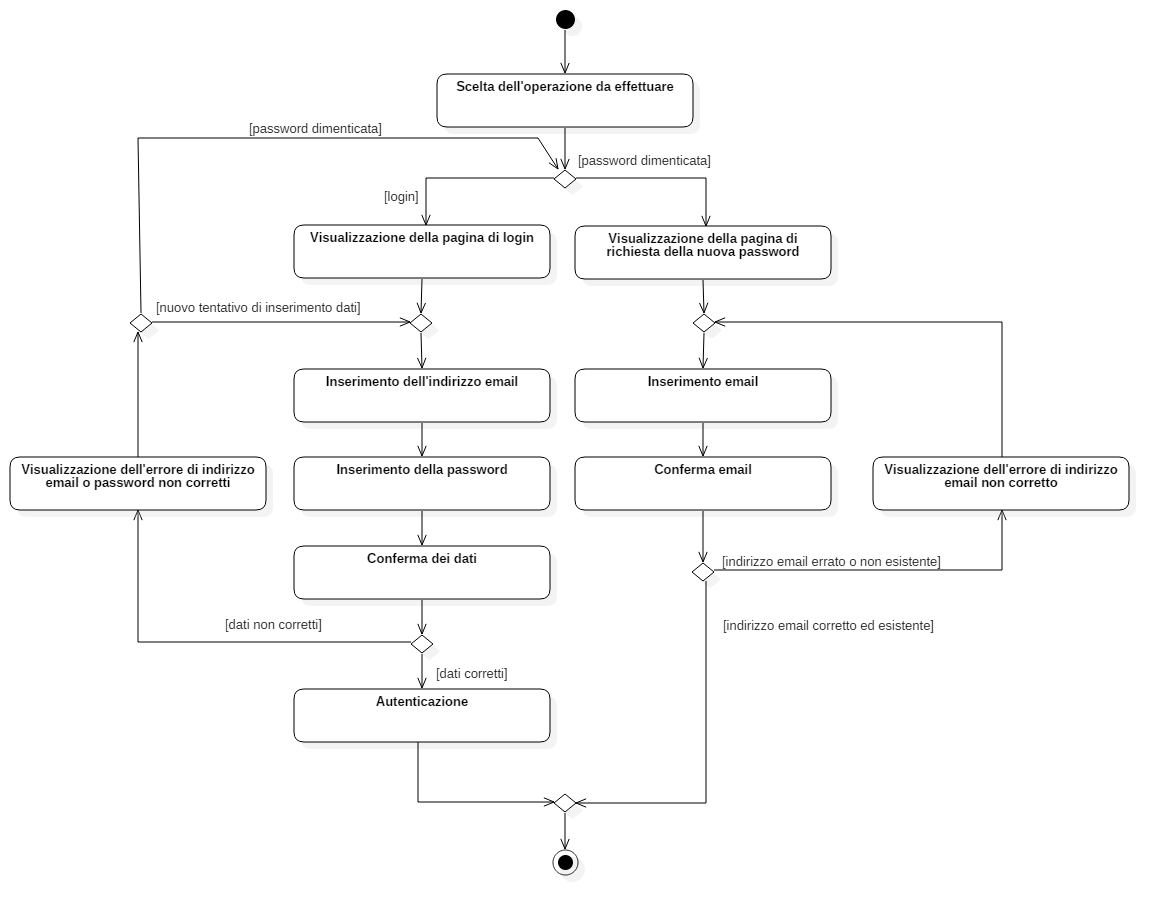 Scelta dell'operazione da effettuare
[password dimenticata]
[password dimenticata]
[login]
Visualizzazione della pagina di login
Visualizzazione della pagina di
richiesta della nuova password
[nuovo tentativo di inserimento dati]
Inserimento dell'indirizzo email
Inserimento email
Visualizzazione dell'errore di indirizzo
email o password non corretti
Inserimento della password
Conferma email
Visualizzazione dell'errore di indirizzo
email non corretto
Conferma dei dati
[indirizzo email errato o non esistente]
[dati non corretti]
[indirizzo email corretto ed esistente]
[dati corretti]
Autenticazione